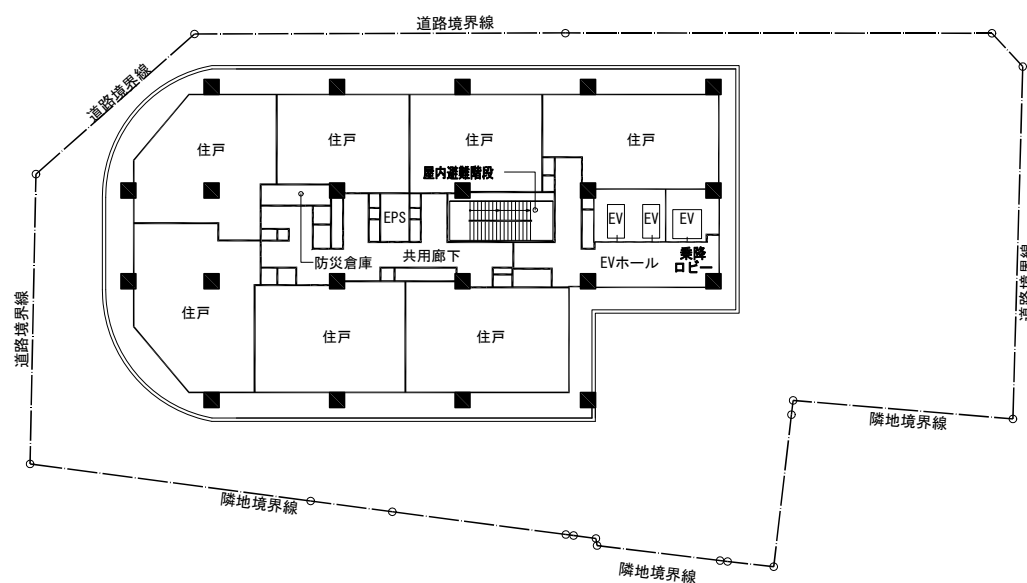 道路境界線
道路境界線
住戸
住戸
住戸
住戸
屋内避難階段
EPS
EV
EV
EV
防災倉庫
共用廊下
EVホール
乗降
ロビー
道路境界線
道路境界線
住戸
住戸
住戸
隣地境界線
隣地境界線
隣地境界線